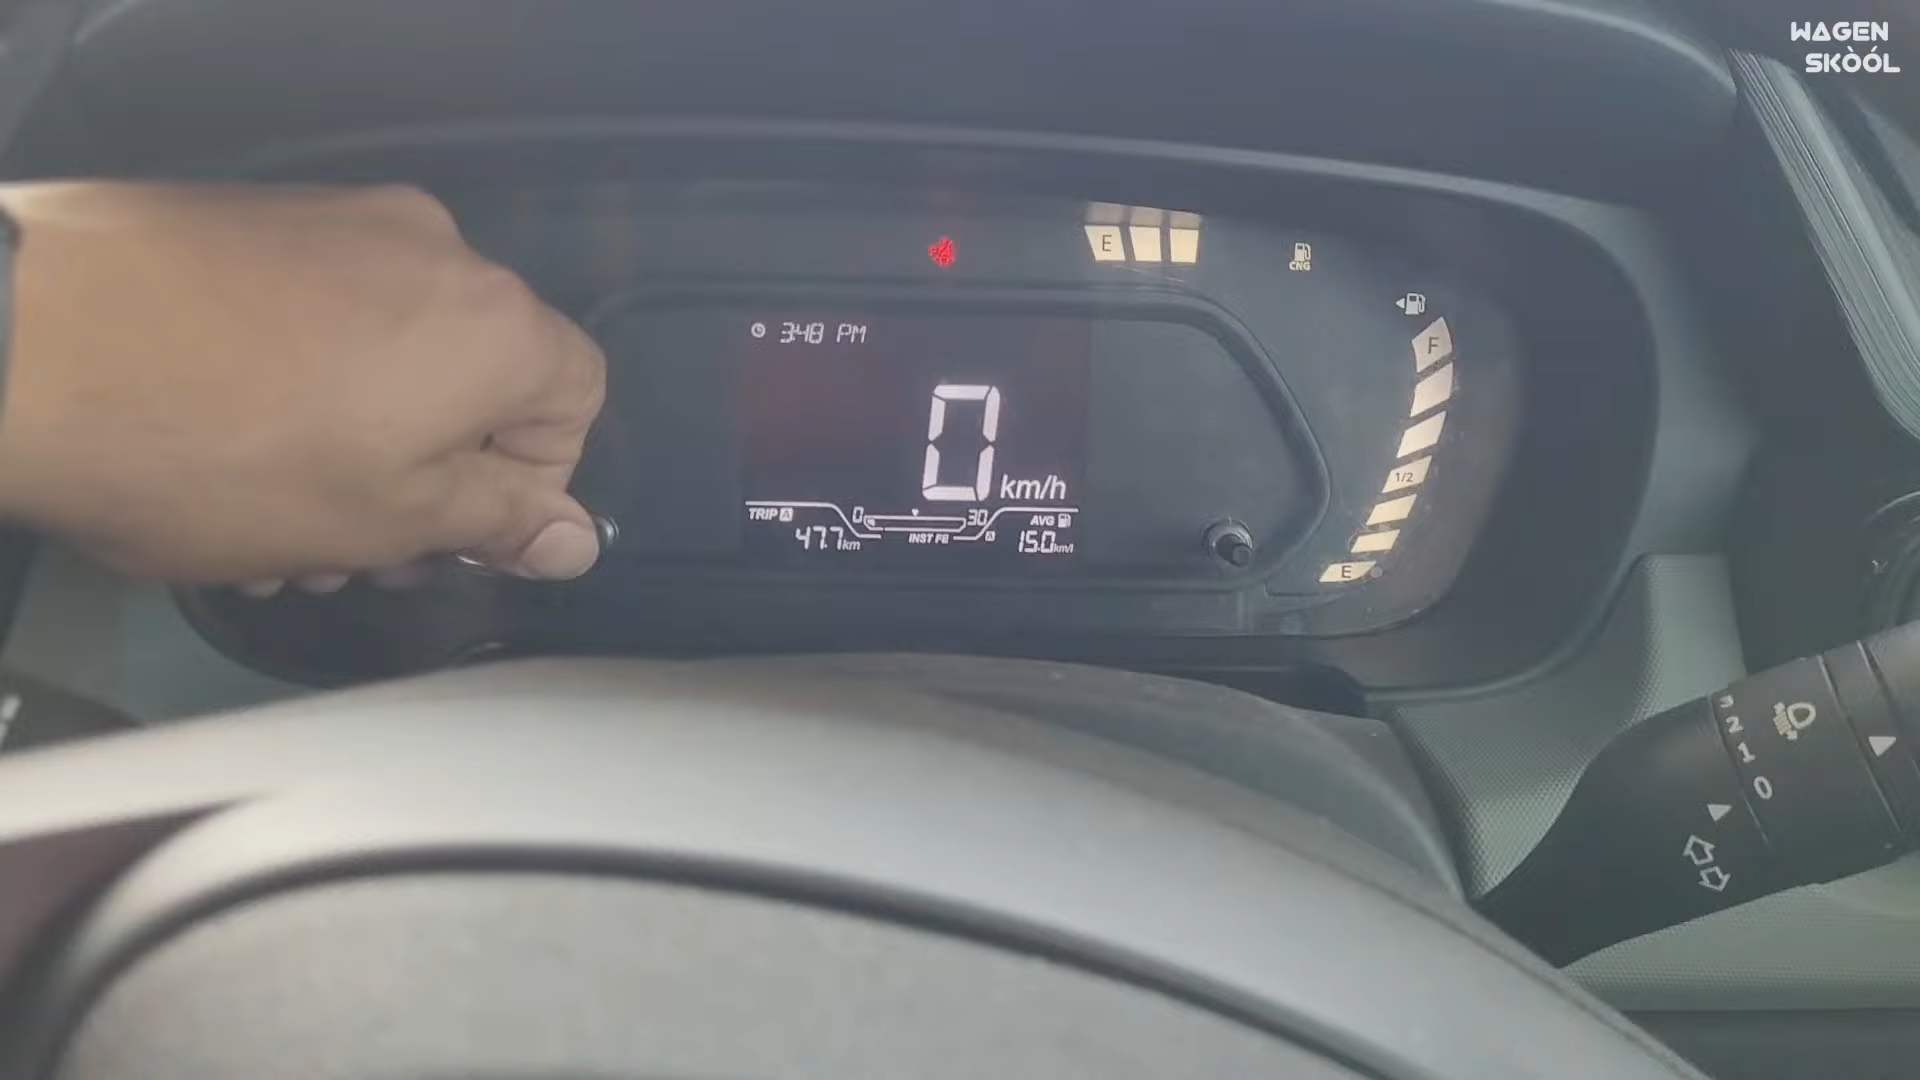 WAGEN
SKÒÓL
E
CNG
3:48 PM
F
0
km/h
1/2
TRIP A
0
30
AVG
47.7km
INST FE
A
15.0km/l
E
3
2
1
0